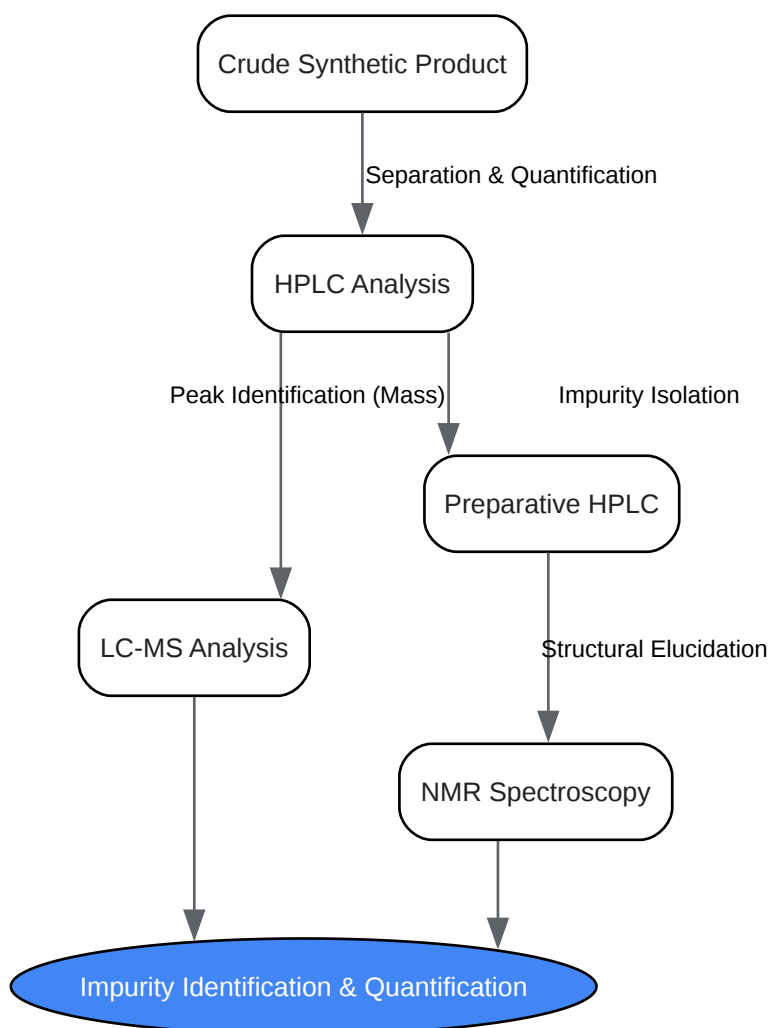 Crude Synthetic Product
Separation & Quantification
HPLC Analysis
Peak Identification (Mass)
Impurity Isolation
Preparative HPLC
LC-MS Analysis
Structural Elucidation
NMR Spectroscopy
Impurity Identification & Quantification